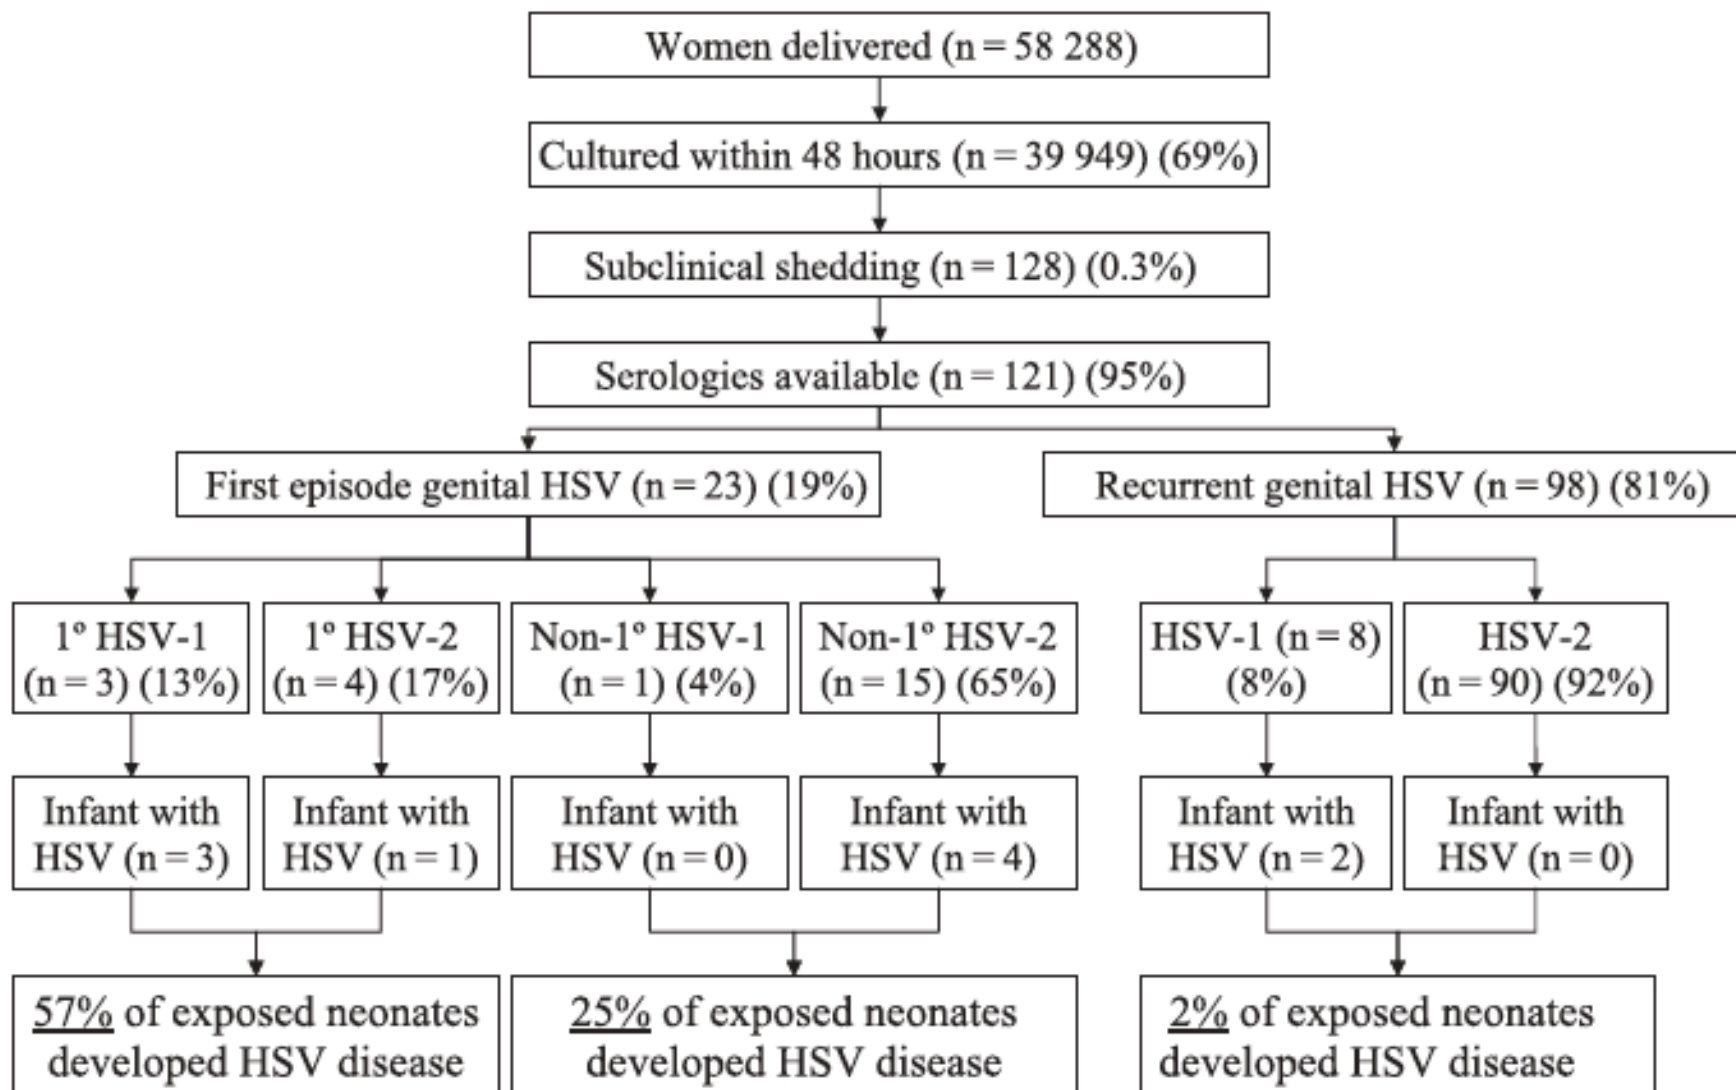 Women delivered (n = 58 288)
Cultured within 48 hours (n = 39 949) (69%)
Subclinical shedding (n = 128) (0.3%)
Serologies available (n = 121) (95%)
First episode genital HSV (n = 23) (19%)
Recurrent genital HSV (n = 98) (81%)
1º HSV-1
(n = 3) (13%)
1º HSV-2
(n = 4) (17%)
Non-1º HSV-1
(n = 1) (4%)
Non-1º HSV-2
(n = 15) (65%)
HSV-1 (n = 8)
(8%)
HSV-2
(n = 90) (92%)
Infant with
HSV (n = 3)
Infant with
HSV (n = 1)
Infant with
HSV (n = 0)
Infant with
HSV (n = 4)
Infant with
HSV (n = 2)
Infant with
HSV (n = 0)
57% of exposed neonates
developed HSV disease
25% of exposed neonates
developed HSV disease
2% of exposed neonates
developed HSV disease